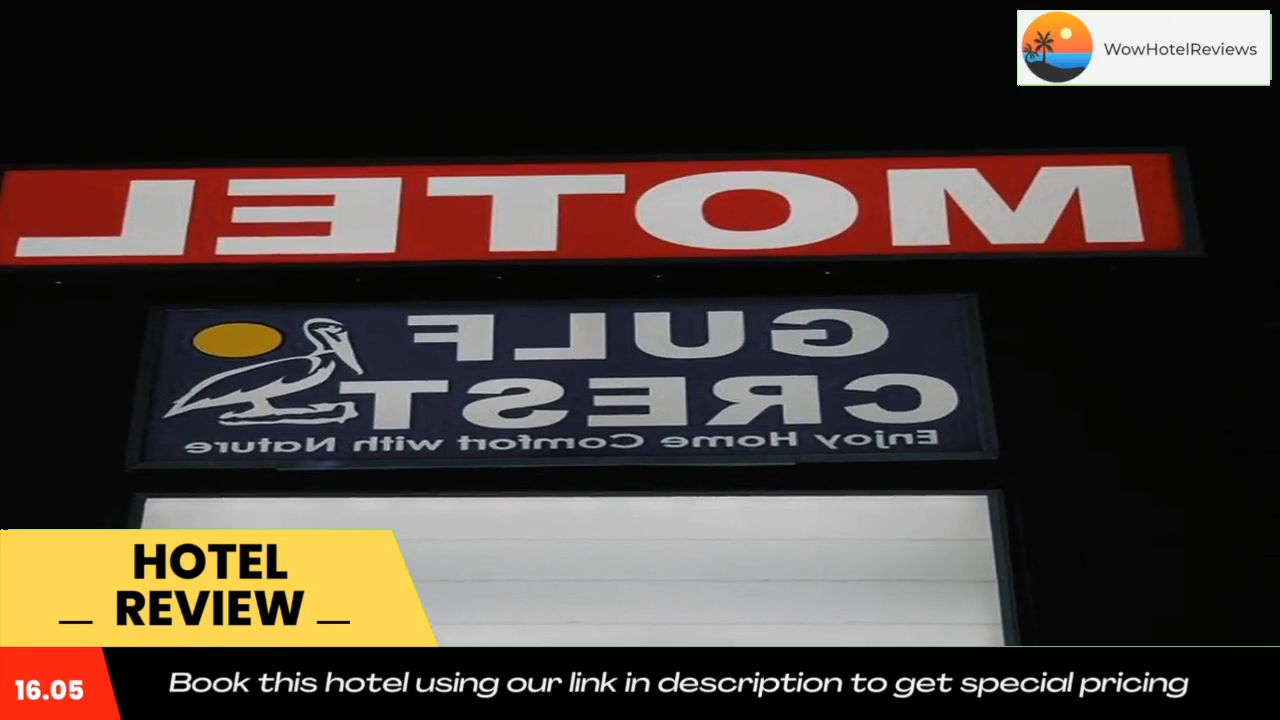 WowHotelReviews
MOTEL
GULF
CREST
Enjoy Home Comfort with Nature
HOTEL
REVIEW
16.05
Book this hotel using our link in description to get special pricing